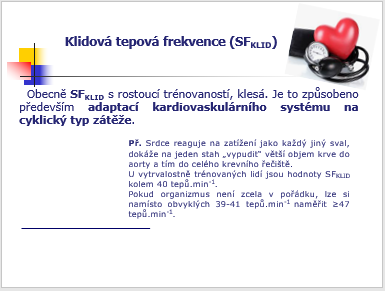 Klidová tepová frekvence (SFKLID)
Obecně SFKLID s rostoucí trénovaností, klesá. Je to způsobeno
především adaptací kardiovaskulárního systému na
cyklický typ zátěže.
Př. Srdce reaguje na zatížení jako každý jiný sval,
dokáže na jeden stah „vypudit" větší objem krve do
aorty a tím do celého krevního řečiště.
U vytrvalostně trénovaných lidí jsou hodnoty SFKLID
kolem 40 tepů.min-1.
Pokud organizmus není zcela v pořádku, lze si
namísto obvyklých 39-41 tepů.min-1 naměřit ≥47
tepů.min-1.